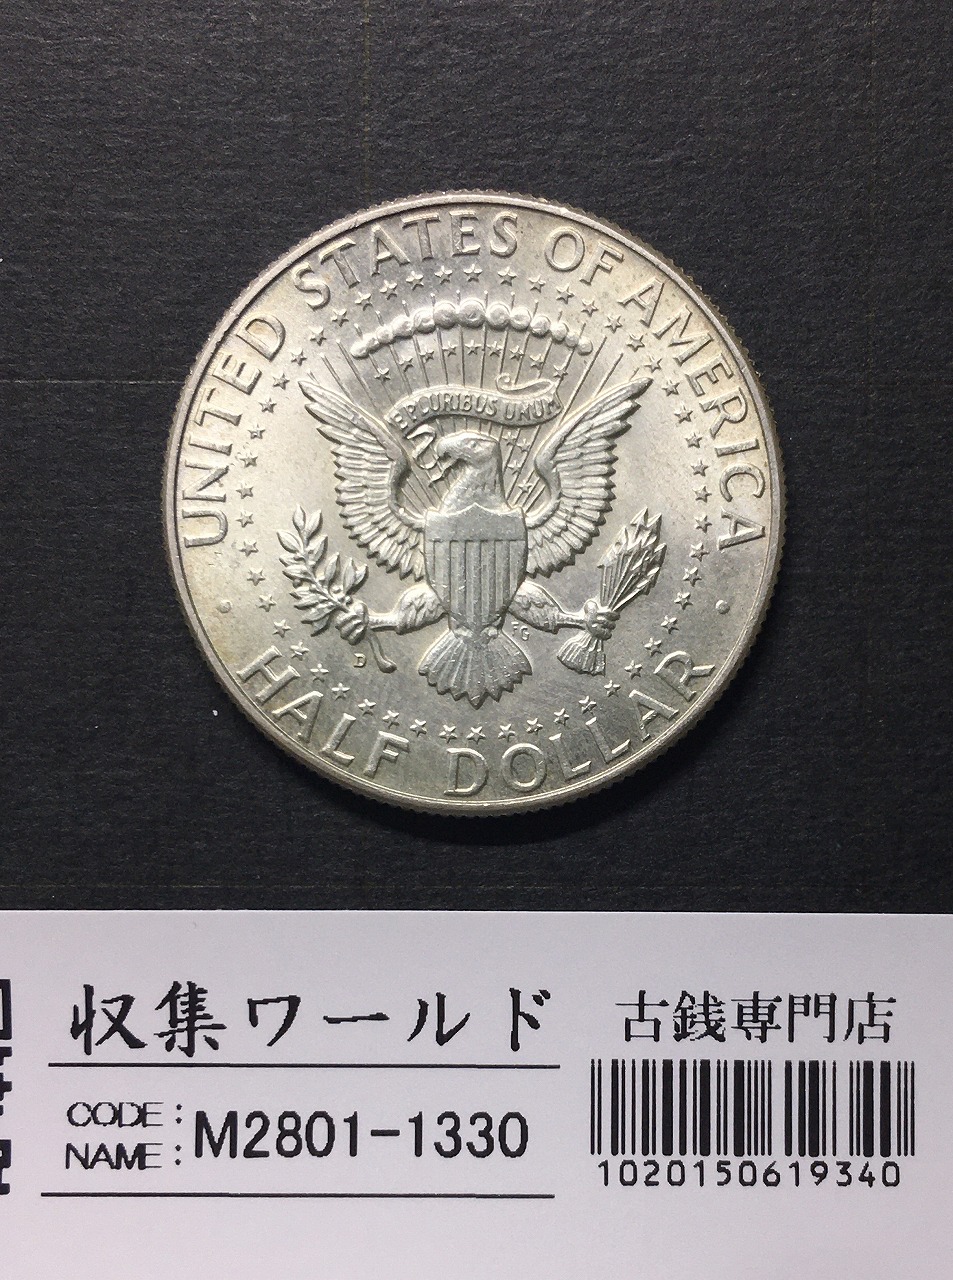 UNITED STATES OF AMERICA
E PLURIBUS UNUM
FG
D
HALF DOLLAR
収集ワールド
古銭専門店
CODE:
NAME:
M2801-1330
1020150619340